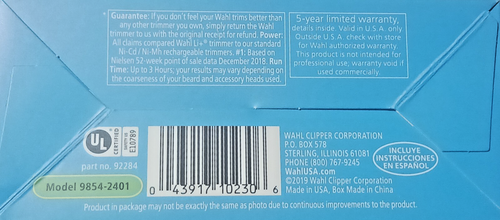 * Guarantee: If you don't feel your Wahl trims better than
any other trimmer you own, simply return the Wahl
trimmer to us with the original receipt for refund. Power:
All claims compared Wahl Li+® trimmer to our standard
Ni-Cd / Ni-Mh rechargeable trimmers. #1: Based on
Nielsen 52-week point of sale data December 2018. Run
Time: Up to 3 Hours; your results may vary depending on
the coarseness of your beard and accessory heads used.
5-year limited warranty,
details inside. Valid in U.S.A. only
Outside U.S.A. check with store
for Wahl authorized warranty.
This product is not intended for
professional use; warranty void if
used commercially.
UL
CERTIFIED
E10789
part no. 92284
Model 9854-2401
0 43917 10230 6
WAHL CLIPPER CORPORATION
P.O. BOX 578
STERLING, ILLINOIS 61081
PHONE (800) 767-9245
WahlUSA.com
©2019 Wahl Clipper Corporation
Made in USA, Box Made in China
INCLUYE
INSTRUCCIONES
EN ESPAÑOL
Product in package may not be exactly the same as photo due to continuous improvements to the product.